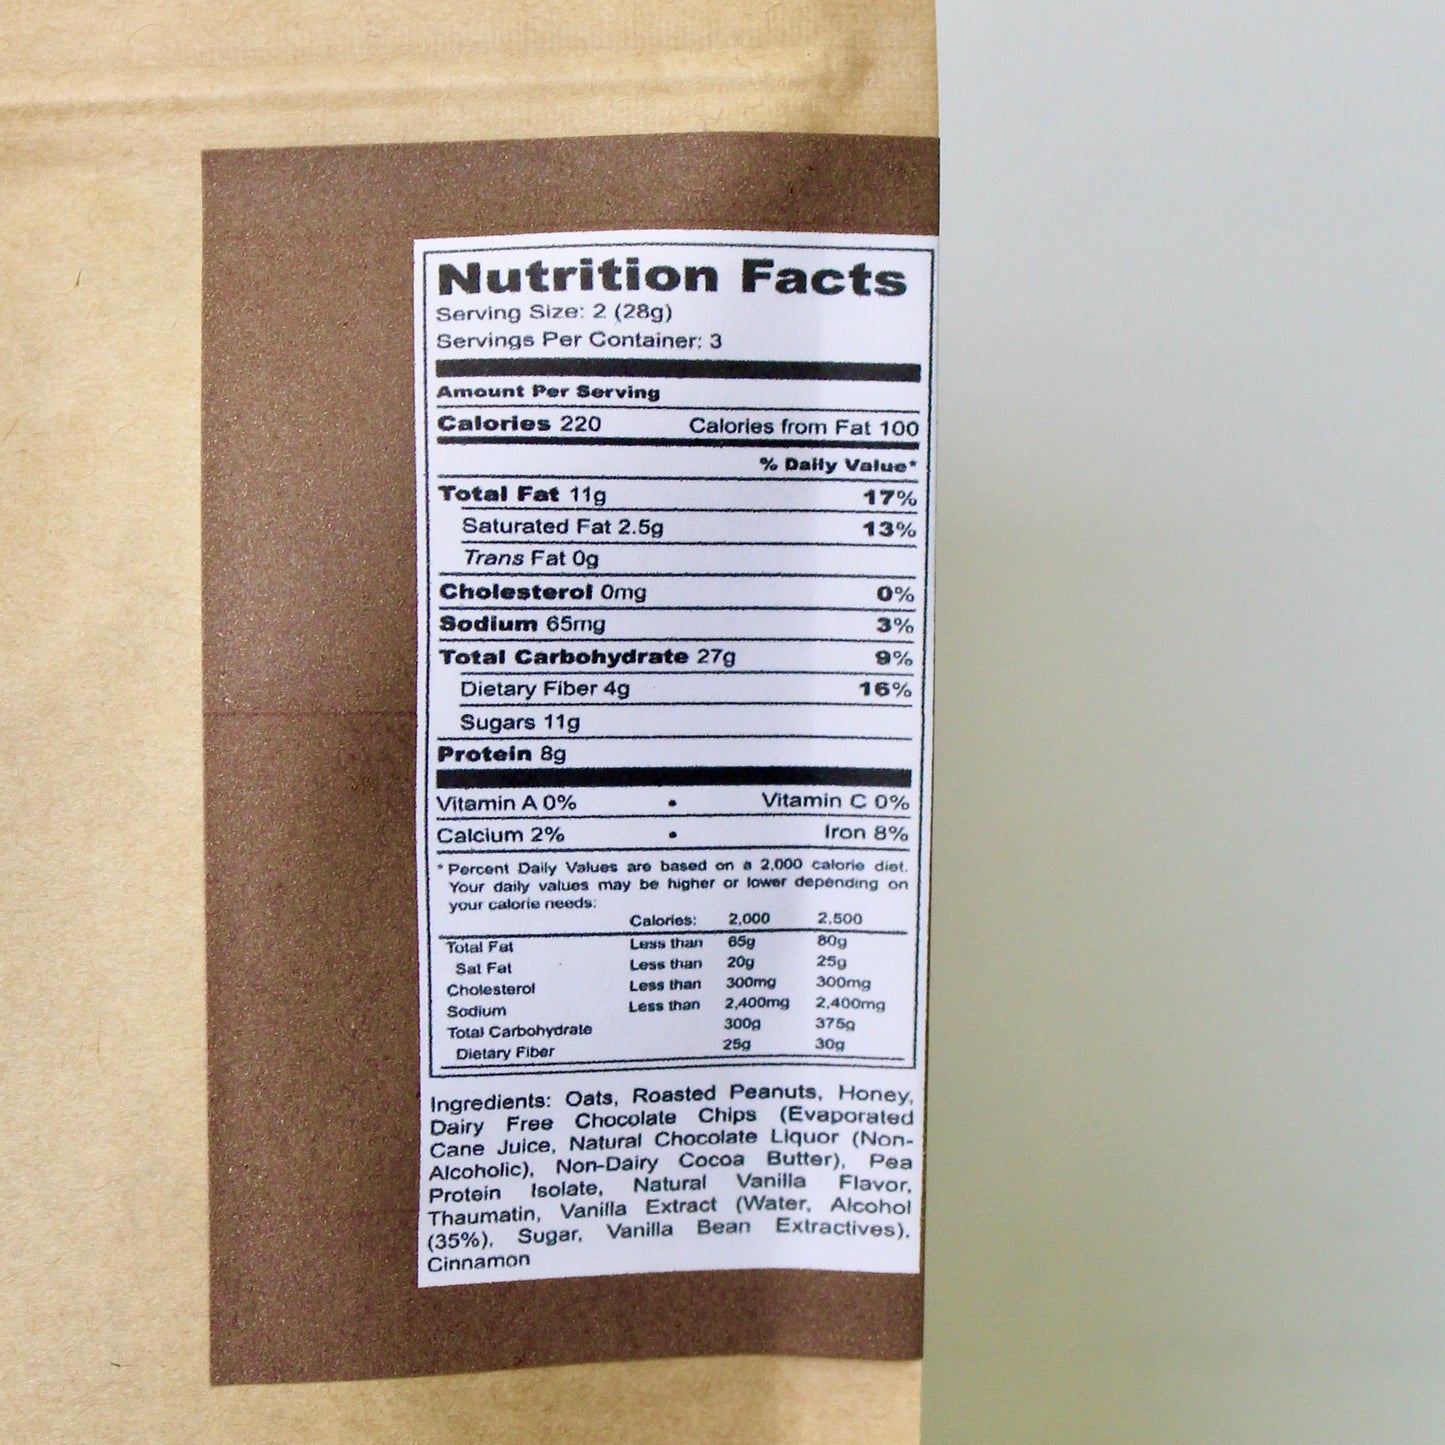 Nutrition Facts
Serving Size: 2 (28g)
Servings Per Container: 3
Amount Per Serving
Calories 220 Calories from Fat 100
% Daily Value*
Total Fat 11g 17%
Saturated Fat 2.5g 13%
Trans Fat 0g
Cholesterol 0mg 0%
Sodium 65mg 3%
Total Carbohydrate 27g 9%
Dietary Fiber 4g 16%
Sugars 11g
Protein 8g
Vitamin A 0% • Vitamin C 0%
Calcium 2% • Iron 8%
* Percent Daily Values are based on a 2,000 calorie diet.
Your daily values may be higher or lower depending on
your calorie needs:
Calories: 2,000 2,500
Total Fat Less than 65g 80g
Sat Fat Less than 20g 25g
Cholesterol Less than 300mg 300mg
Sodium Less than 2,400mg 2,400mg
Total Carbohydrate 300g 375g
Dietary Fiber 25g 30g
Ingredients: Oats, Roasted Peanuts, Honey,
Dairy Free Chocolate Chips (Evaporated
Cane Juice, Natural Chocolate Liquor (Non-
Alcoholic), Non-Dairy Cocoa Butter), Pea
Protein Isolate, Natural Vanilla Flavor,
Thaumatin, Vanilla Extract (Water, Alcohol
(35%), Sugar, Vanilla Bean Extractives),
Cinnamon